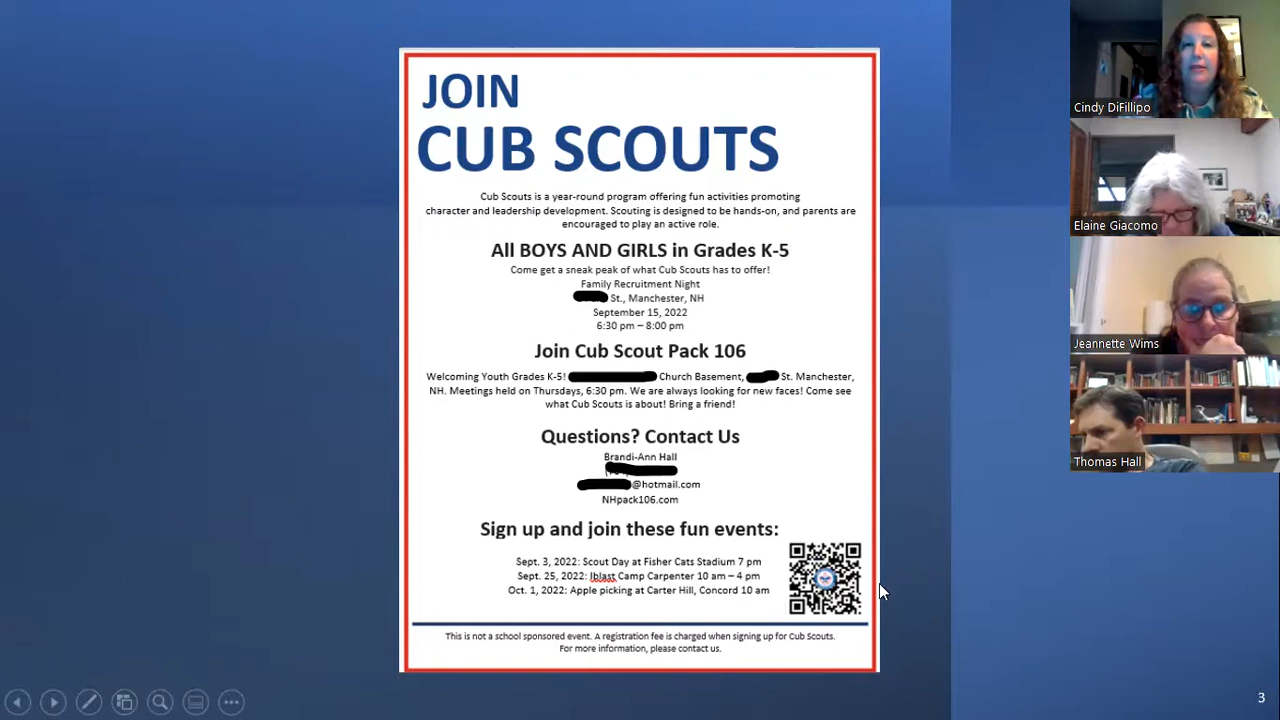 JOIN
CUB SCOUTS
Cub Scouts is a year-round program offering fun activities promoting
character and leadership development. Scouting is designed to be hands-on, and parents are
encouraged to play an active role.
All BOYS AND GIRLS in Grades K-5
Come get a sneak peak of what Cub Scouts has to offer!
Family Recruitment Night
St., Manchester, NH
September 15, 2022
6:30 pm – 8:00 pm
Join Cub Scout Pack 106
Welcoming Youth Grades K-5! Church Basement, St. Manchester,
NH. Meetings held on Thursdays, 6:30 pm. We are always looking for new faces! Come see
what Cub Scouts is about! Bring a friend!
Questions? Contact Us
Brandi-Ann Hall
@hotmail.com
NHpack106.com
Sign up and join these fun events:
Sept. 3, 2022: Scout Day at Fisher Cats Stadium 7 pm
Sept. 25, 2022: Jblast Camp Carpenter 10 am – 4 pm
Oct. 1, 2022: Apple picking at Carter Hill, Concord 10 am
This is not a school sponsored event. A registration fee is charged when signing up for Cub Scouts.
For more information, please contact us.
Cindy DiFillipo
Elaine Giacomo
Jeannette Wims
Thomas Hall
3